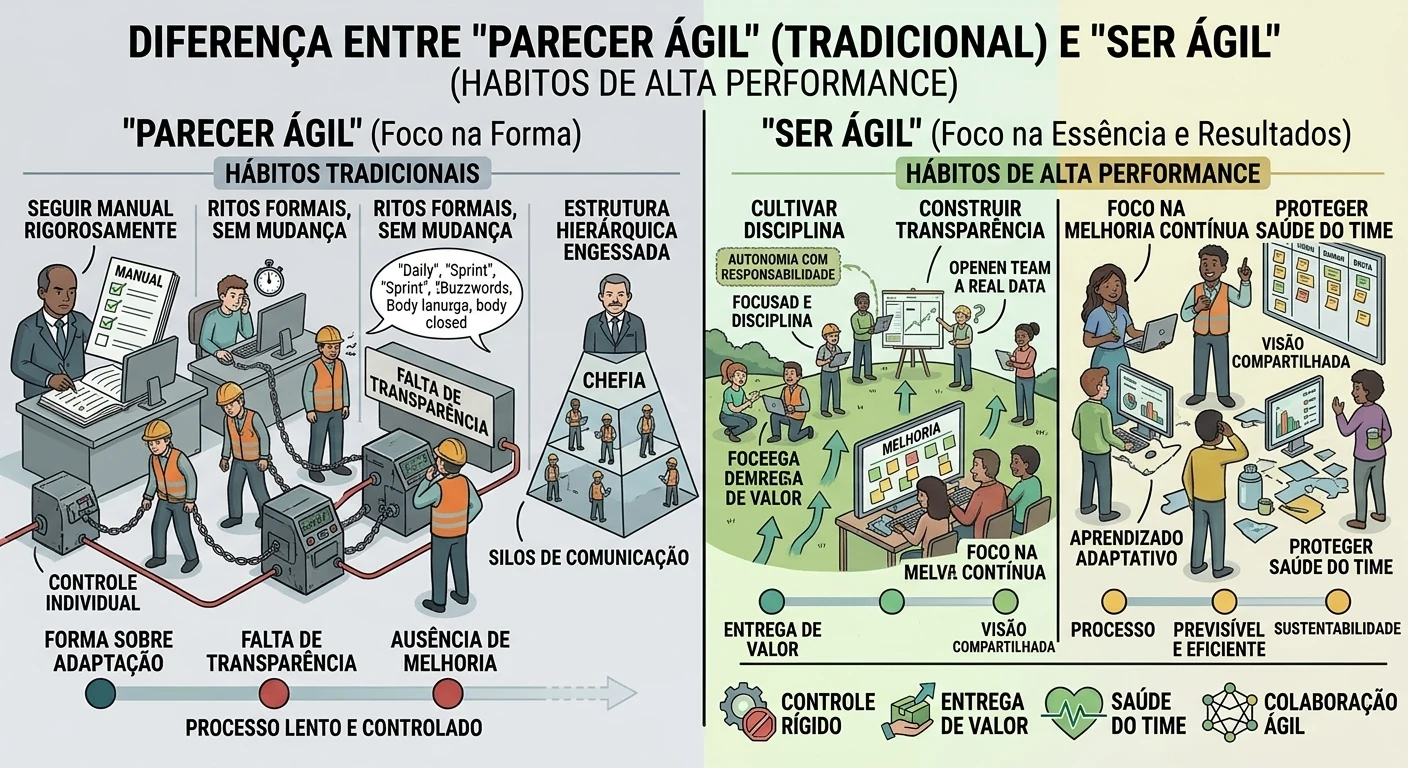 DIFERENÇA ENTRE "PARECER ÁGIL" (TRADICIONAL) E "SER ÁGIL"
(HABITOS DE ALTA PERFORMANCE)
"PARECER ÁGIL" (Foco na Forma)
HÁBITOS TRADICIONAIS
SEGUIR MANUAL
RIGOROSAMENTE
RITOS FORMAIS,
SEM MUDANÇA
RITOS FORMAIS,
SEM MUDANÇA
ESTRUTURA
HIERÁRQUICA
ENGESSADA
MANUAL
"Daily", "Sprint",
"Sprint", "Buzzwords,
Body lanurga, body
closed
FALTA DE
TRANSPARÊNCIA
CHEFIA
SILOS DE COMUNICAÇÃO
CONTROLE
INDIVIDUAL
FORMA SOBRE
ADAPTAÇÃO
FALTA DE
TRANSPARÊNCIA
AUSÊNCIA DE
MELHORIA
PROCESSO LENTO E CONTROLADO
"SER ÁGIL" (Foco na Essência e Resultados)
HÁBITOS DE ALTA PERFORMANCE
CULTIVAR
DISCIPLINA
CONSTRUIR
TRANSPARÊNCIA
AUTONOMIA COM
RESPONSABILIDADE
FOCUSAD E
DISCIPLINA
OPENEN TEAM
A REAL DATA
?
FOCEEGA
DEMREGA
DE VALOR
MELHORIA
FOCO NA
MELVA CONTÍNUA
ENTREGA DE
VALOR
VISÃO
COMPARTILHADA
FOCO NA
MELHORIA CONTÍNUA
PROTEGER
SAÚDE DO TIME
VISÃO
COMPARTILHADA
APRENDIZADO
ADAPTATIVO
PROTEGER
SAÚDE DO TIME
PROCESSO
PREVISÍVEL
E EFICIENTE
SUSTENTABILIDADE
CONTROLE
RÍGIDO
ENTREGA
DE VALOR
SAÚDE
DO TIME
COLABORAÇÃO
ÁGIL